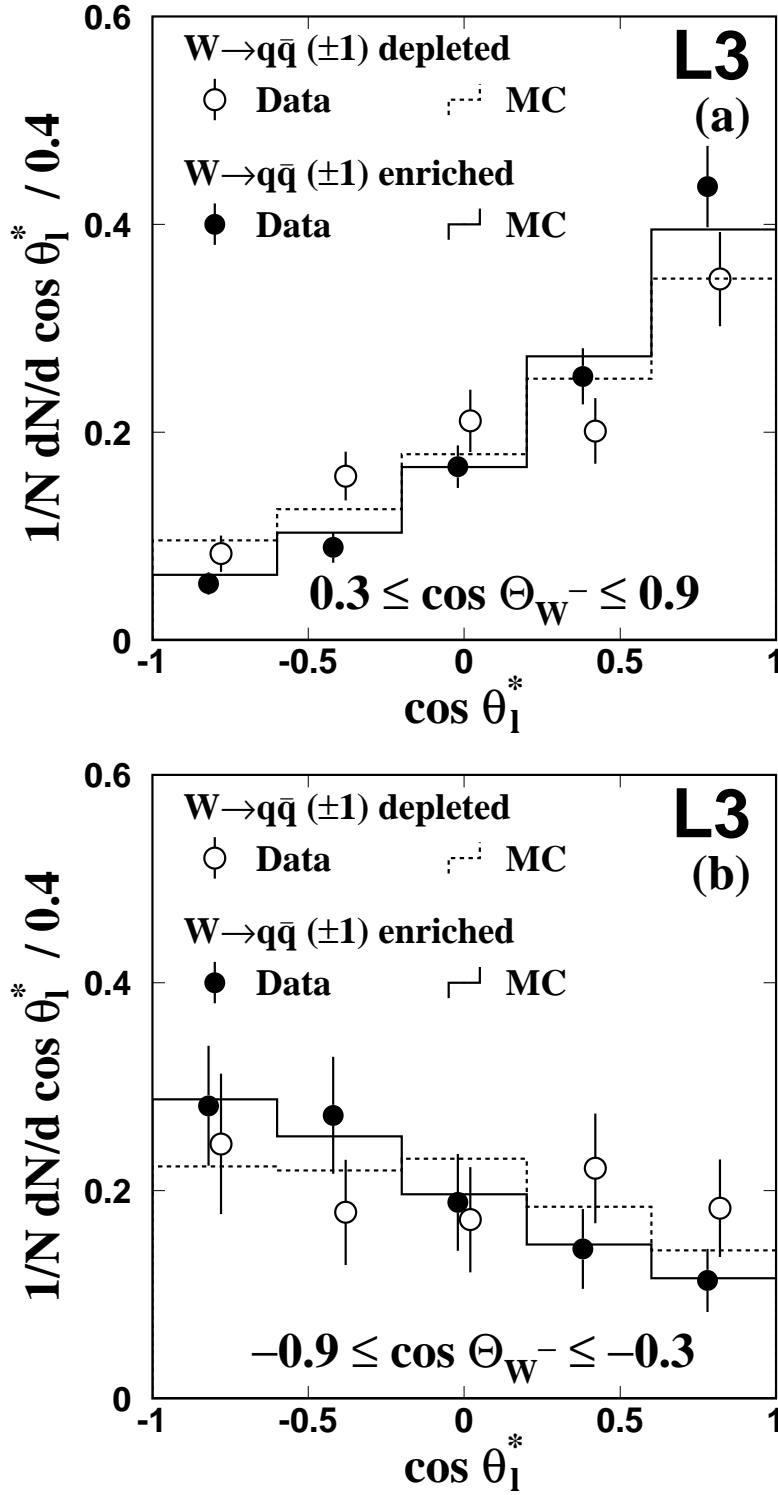 0.6
W→qq̄ (±1) depleted
L3
Data
MC
(a)
W→qq̄ (±1) enriched
Data
MC
0.4
1/N dN/d cos θ*l / 0.4
0.2
0.3 ≤ cos ΘW− ≤ 0.9
0
-1
-0.5
0
0.5
1
cos θ*l
0.6
W→qq̄ (±1) depleted
L3
Data
MC
(b)
W→qq̄ (±1) enriched
Data
MC
0.4
1/N dN/d cos θ*l / 0.4
0.2
−0.9 ≤ cos ΘW− ≤ −0.3
0
-1
-0.5
0
0.5
1
cos θ*l